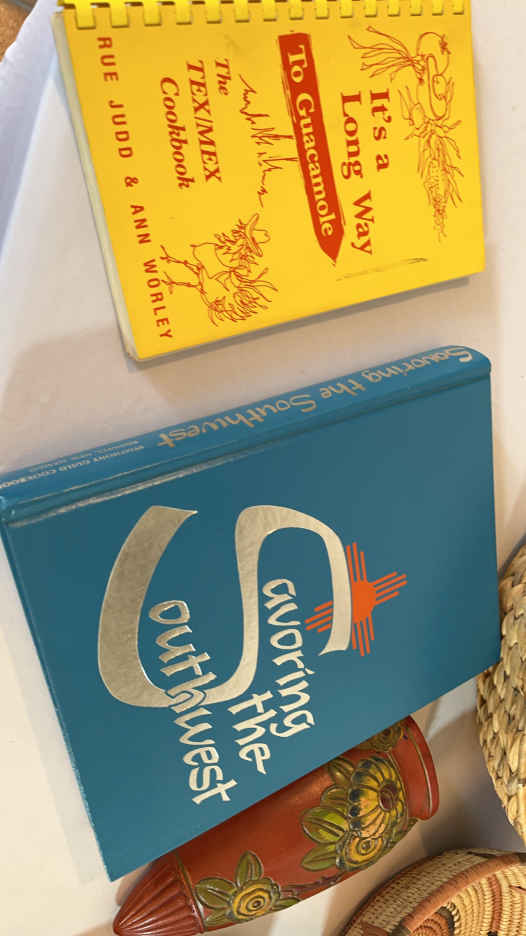 It's a
Long Way
To Guacamole
The
TEX/MEX
Cookbook
RUE JUDD & ANN WORLEY
Savoring the Southwest
Savoring
the
Southwest